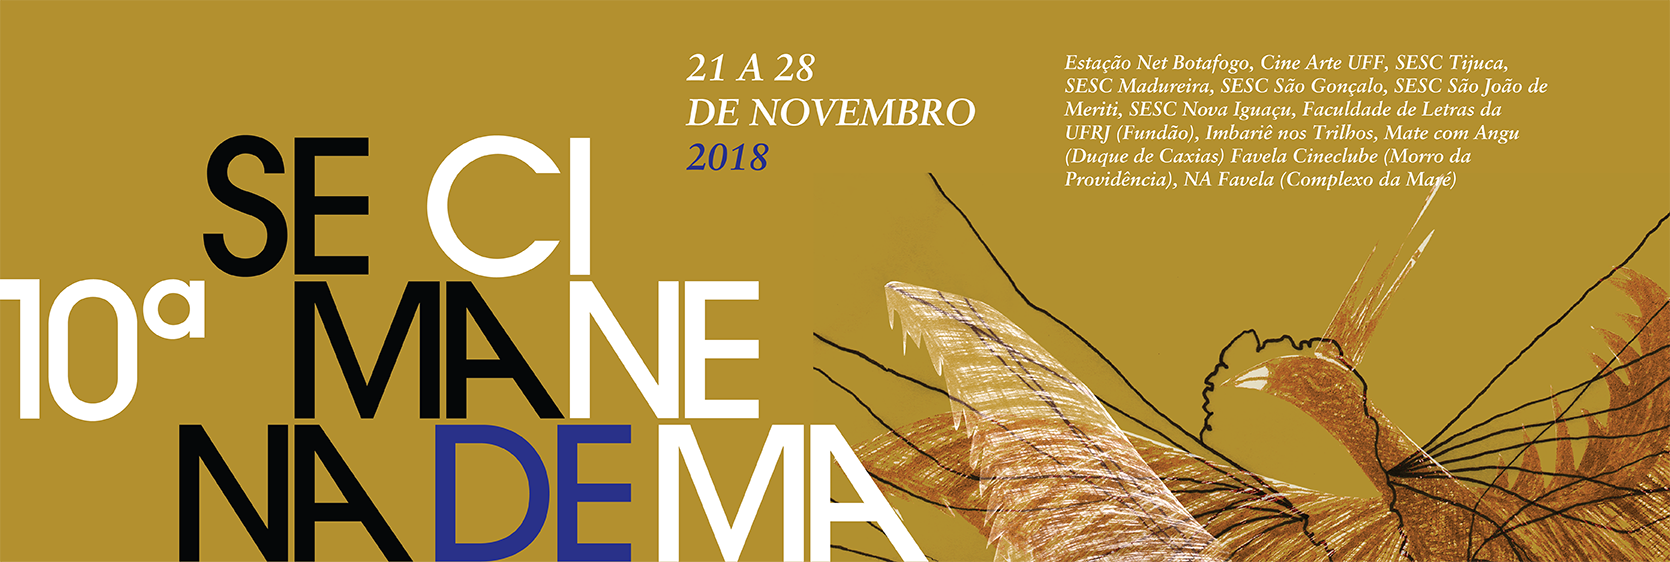 21 A 28
DE NOVEMBRO
2018
Estação Net Botafogo, Cine Arte UFF, SESC Tijuca,
SESC Madureira, SESC São Gonçalo, SESC São João de
Meriti, SESC Nova Iguaçu, Faculdade de Letras da
UFRJ (Fundão), Imbariê nos Trilhos, Mate com Angu
(Duque de Caxias) Favela Cineclube (Morro da
Providência), NA Favela (Complexo da Maré)
SE CI
10ª MANE
NA DE MA